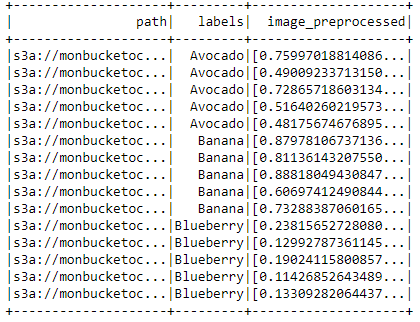 +--------------------+---------+--------------------+
|                path|   labels|  image_preprocessed|
+--------------------+---------+--------------------+
|s3a://monbucketoc...|  Avocado|[0.75997018814086...|
|s3a://monbucketoc...|  Avocado|[0.49009233713150...|
|s3a://monbucketoc...|  Avocado|[0.72865718603134...|
|s3a://monbucketoc...|  Avocado|[0.51640260219573...|
|s3a://monbucketoc...|  Avocado|[0.48175674676895...|
|s3a://monbucketoc...|   Banana|[0.87978106737136...|
|s3a://monbucketoc...|   Banana|[0.81136143207550...|
|s3a://monbucketoc...|   Banana|[0.88818049430847...|
|s3a://monbucketoc...|   Banana|[0.60697412490844...|
|s3a://monbucketoc...|   Banana|[0.73288387060165...|
|s3a://monbucketoc...|Blueberry|[0.23815652728080...|
|s3a://monbucketoc...|Blueberry|[0.12992787361145...|
|s3a://monbucketoc...|Blueberry|[0.19024115800857...|
|s3a://monbucketoc...|Blueberry|[0.11426852643489...|
|s3a://monbucketoc...|Blueberry|[0.13309282064437...|
+--------------------+---------+--------------------+